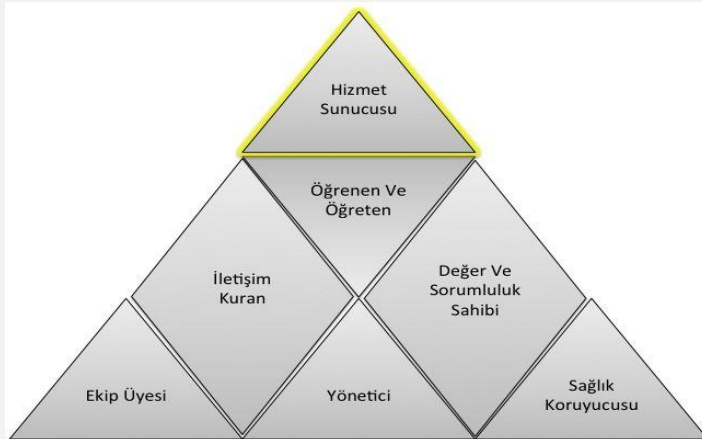 Hizmet
Sunucusu
Öğrenen Ve
Öğreten
İletişim
Kuran
Değer Ve
Sorumluluk
Sahibi
Ekip Üyesi
Yönetici
Sağlık
Koruyucusu